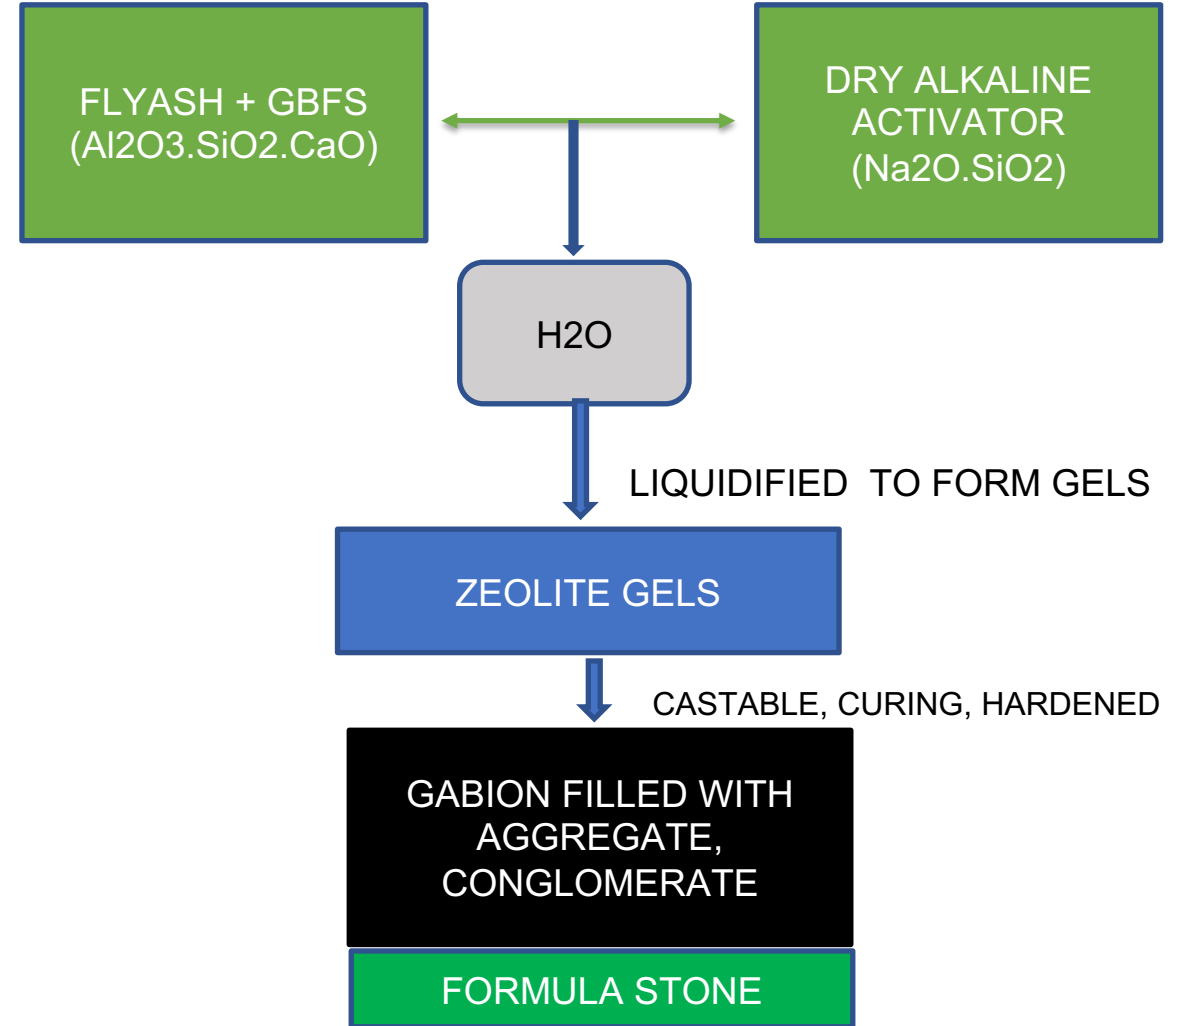 FLYASH + GBFS
(Al2O3.SiO2.CaO)
DRY ALKALINE
ACTIVATOR
(Na2O.SiO2)
H2O
LIQUIDIFIED TO FORM GELS
ZEOLITE GELS
CASTABLE, CURING, HARDENED
GABION FILLED WITH
AGGREGATE,
CONGLOMERATE
FORMULA STONE